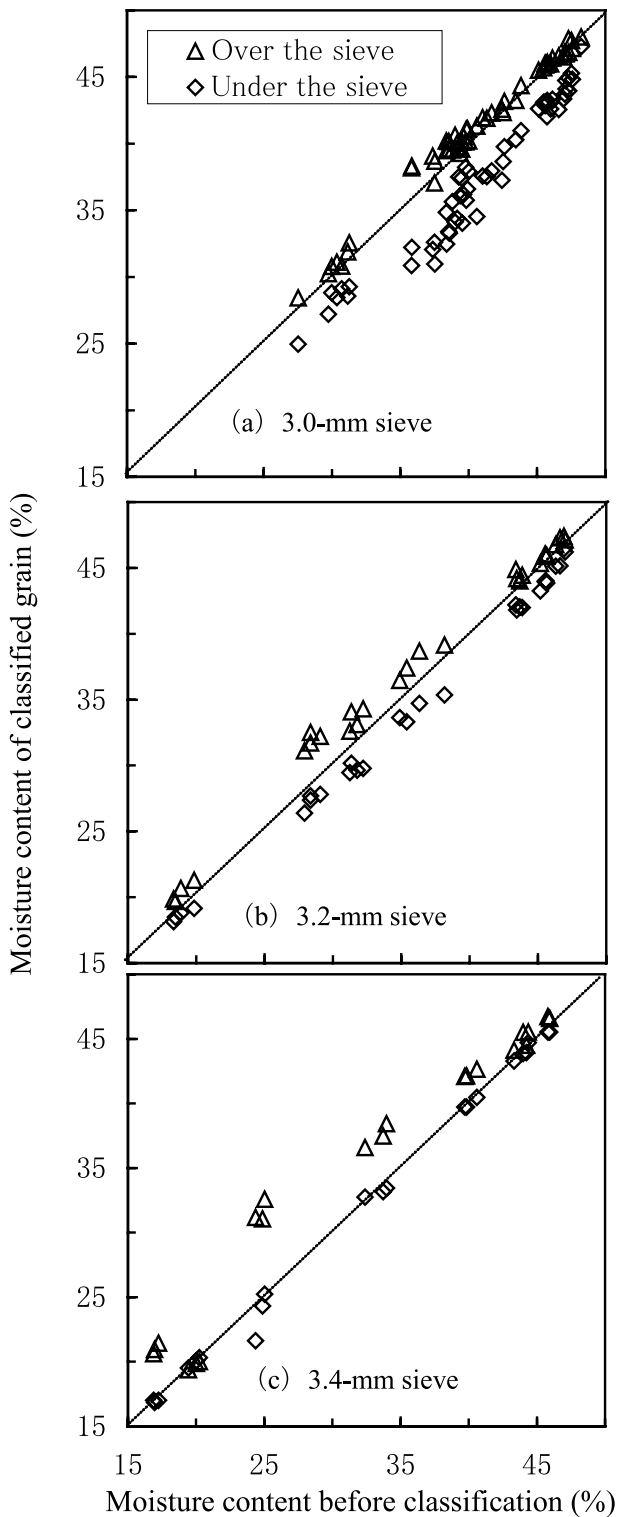 Over the sieve
Under the sieve
45
35
25
15
(a) 3.0-mm sieve
45
35
25
15
(b) 3.2-mm sieve
45
35
25
15
(c) 3.4-mm sieve
15 25 35 45
Moisture content of classified grain (%)
Moisture content before classification (%)